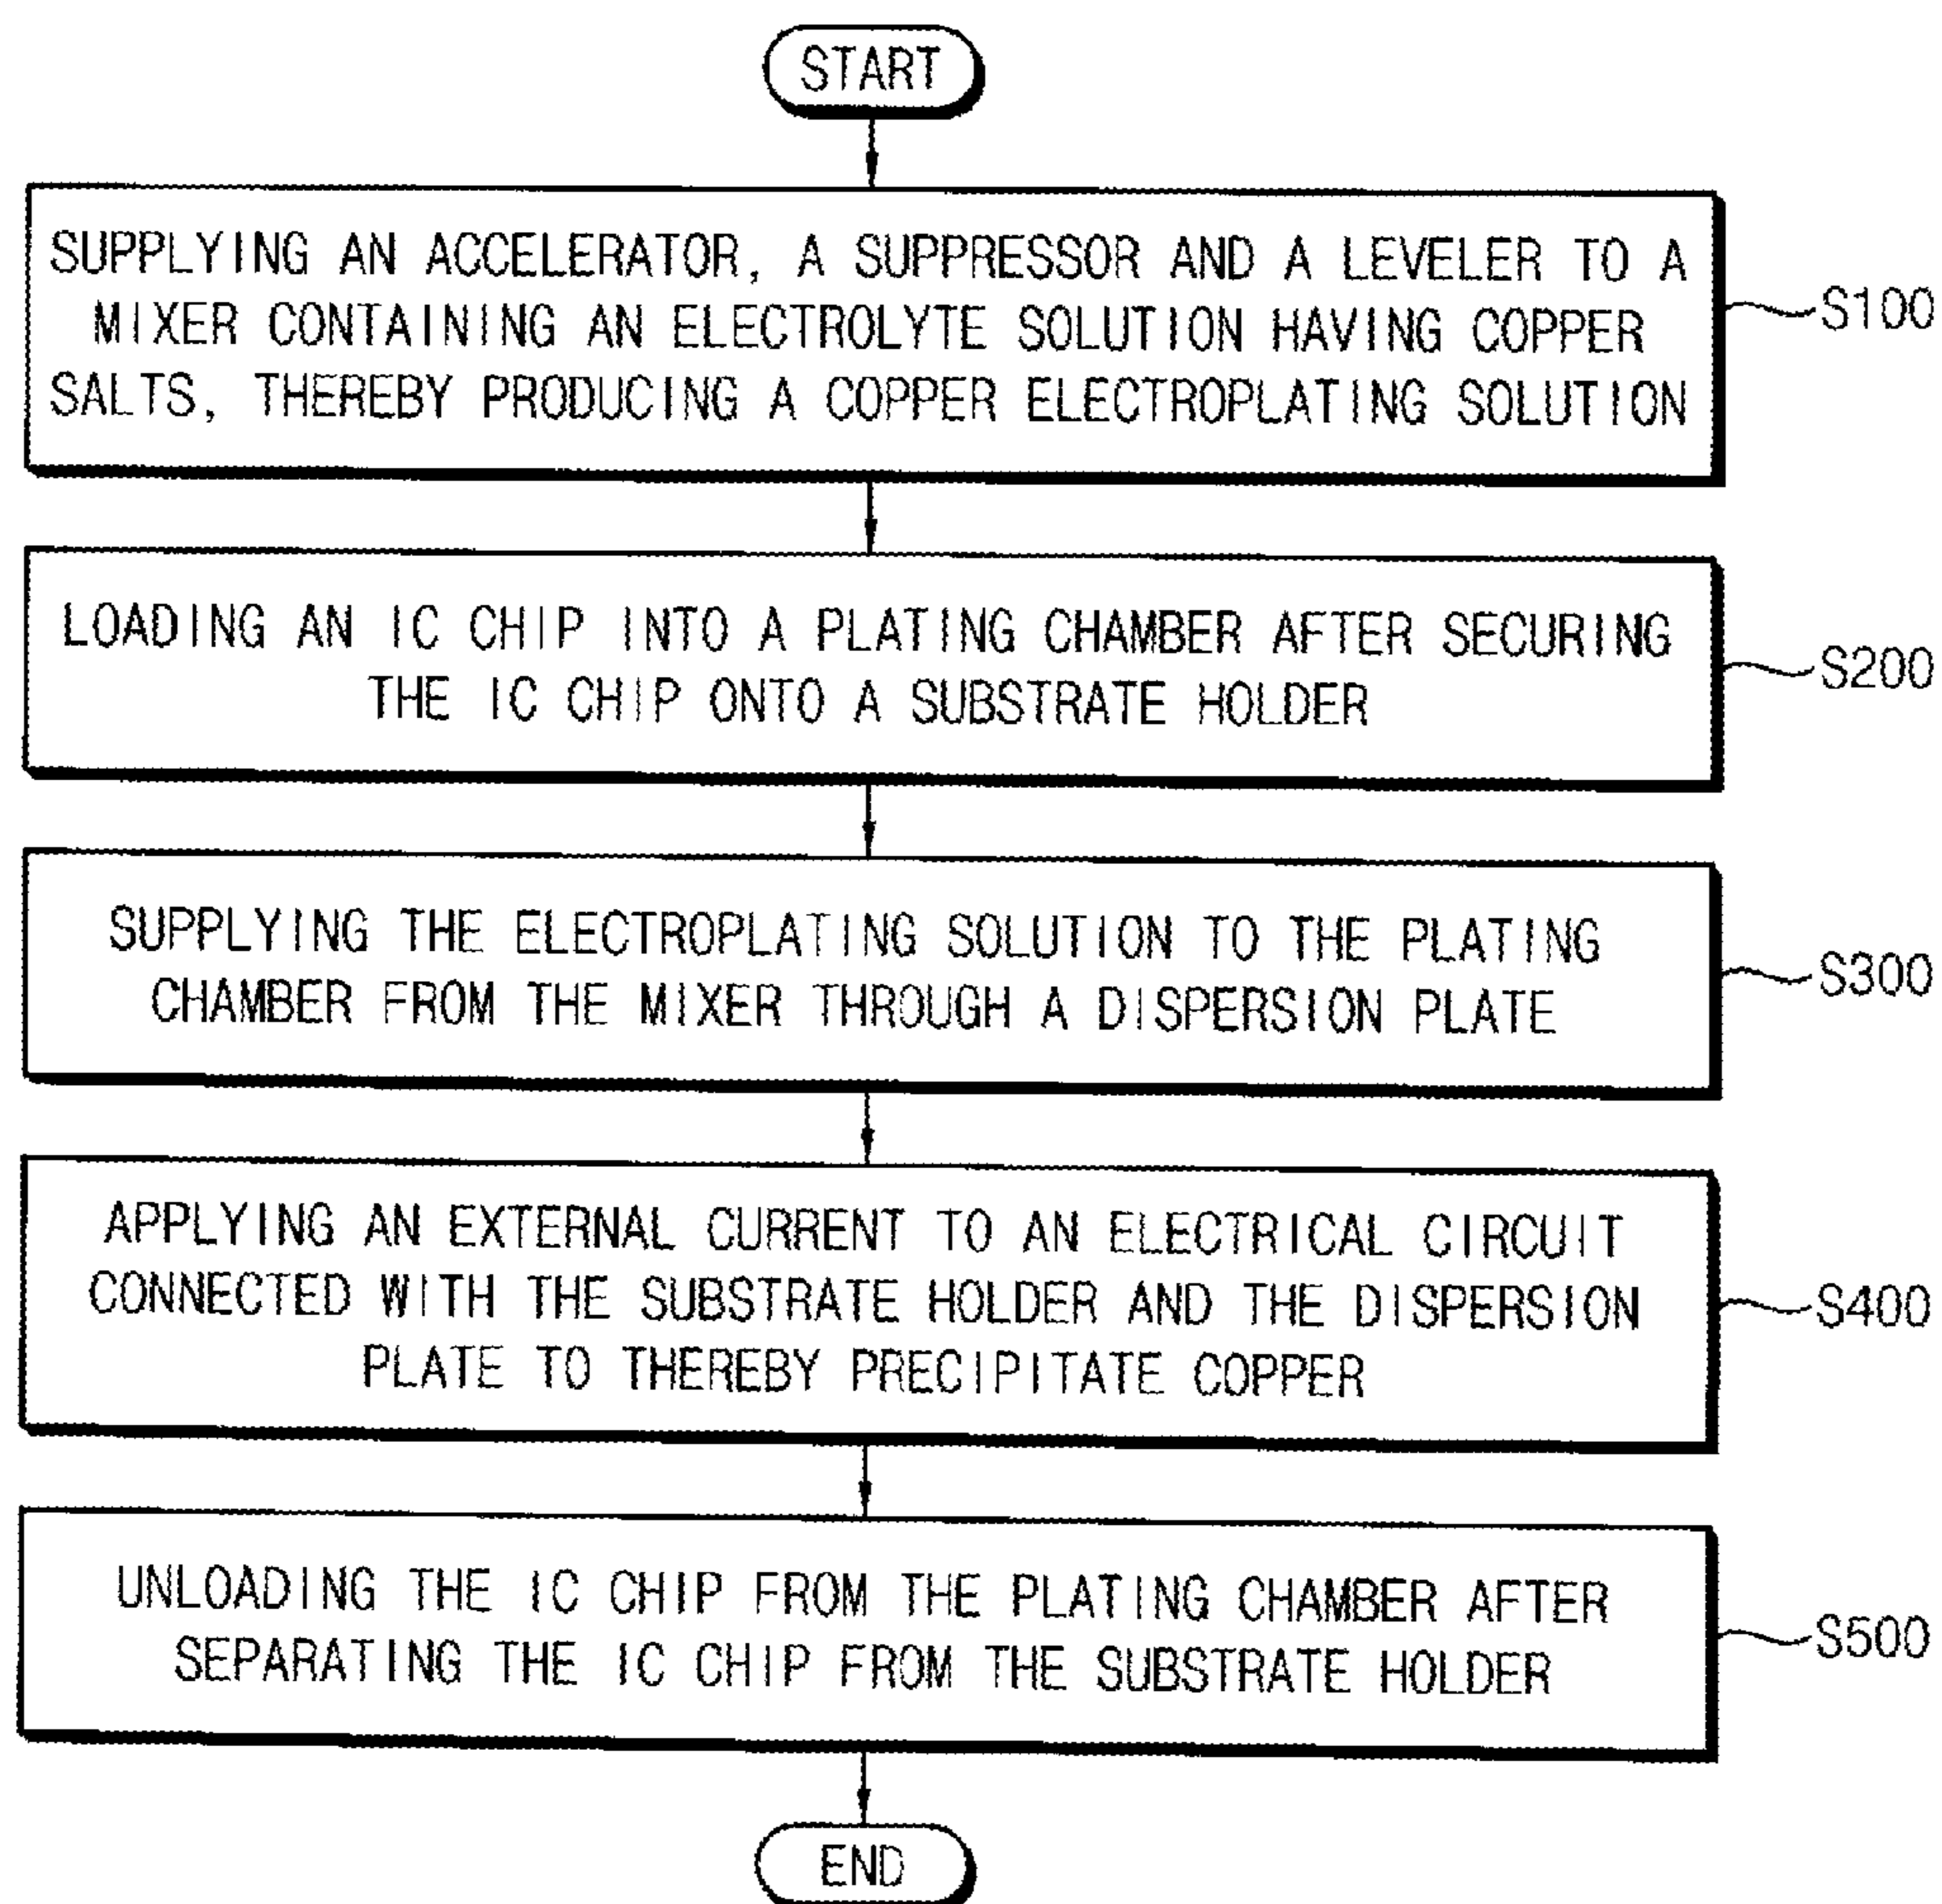 START
SUPPLYING AN ACCELERATOR, A SUPPRESSOR AND A LEVELER TO A
MIXER CONTAINING AN ELECTROLYTE SOLUTION HAVING COPPER
SALTS, THEREBY PRODUCING A COPPER ELECTROPLATING SOLUTION
S100
LOADING AN IC CHIP INTO A PLATING CHAMBER AFTER SECURING
THE IC CHIP ONTO A SUBSTRATE HOLDER
S200
SUPPLYING THE ELECTROPLATING SOLUTION TO THE PLATING
CHAMBER FROM THE MIXER THROUGH A DISPERSION PLATE
S300
APPLYING AN EXTERNAL CURRENT TO AN ELECTRICAL CIRCUIT
CONNECTED WITH THE SUBSTRATE HOLDER AND THE DISPERSION
PLATE TO THEREBY PRECIPITATE COPPER
S400
UNLOADING THE IC CHIP FROM THE PLATING CHAMBER AFTER
SEPARATING THE IC CHIP FROM THE SUBSTRATE HOLDER
S500
END